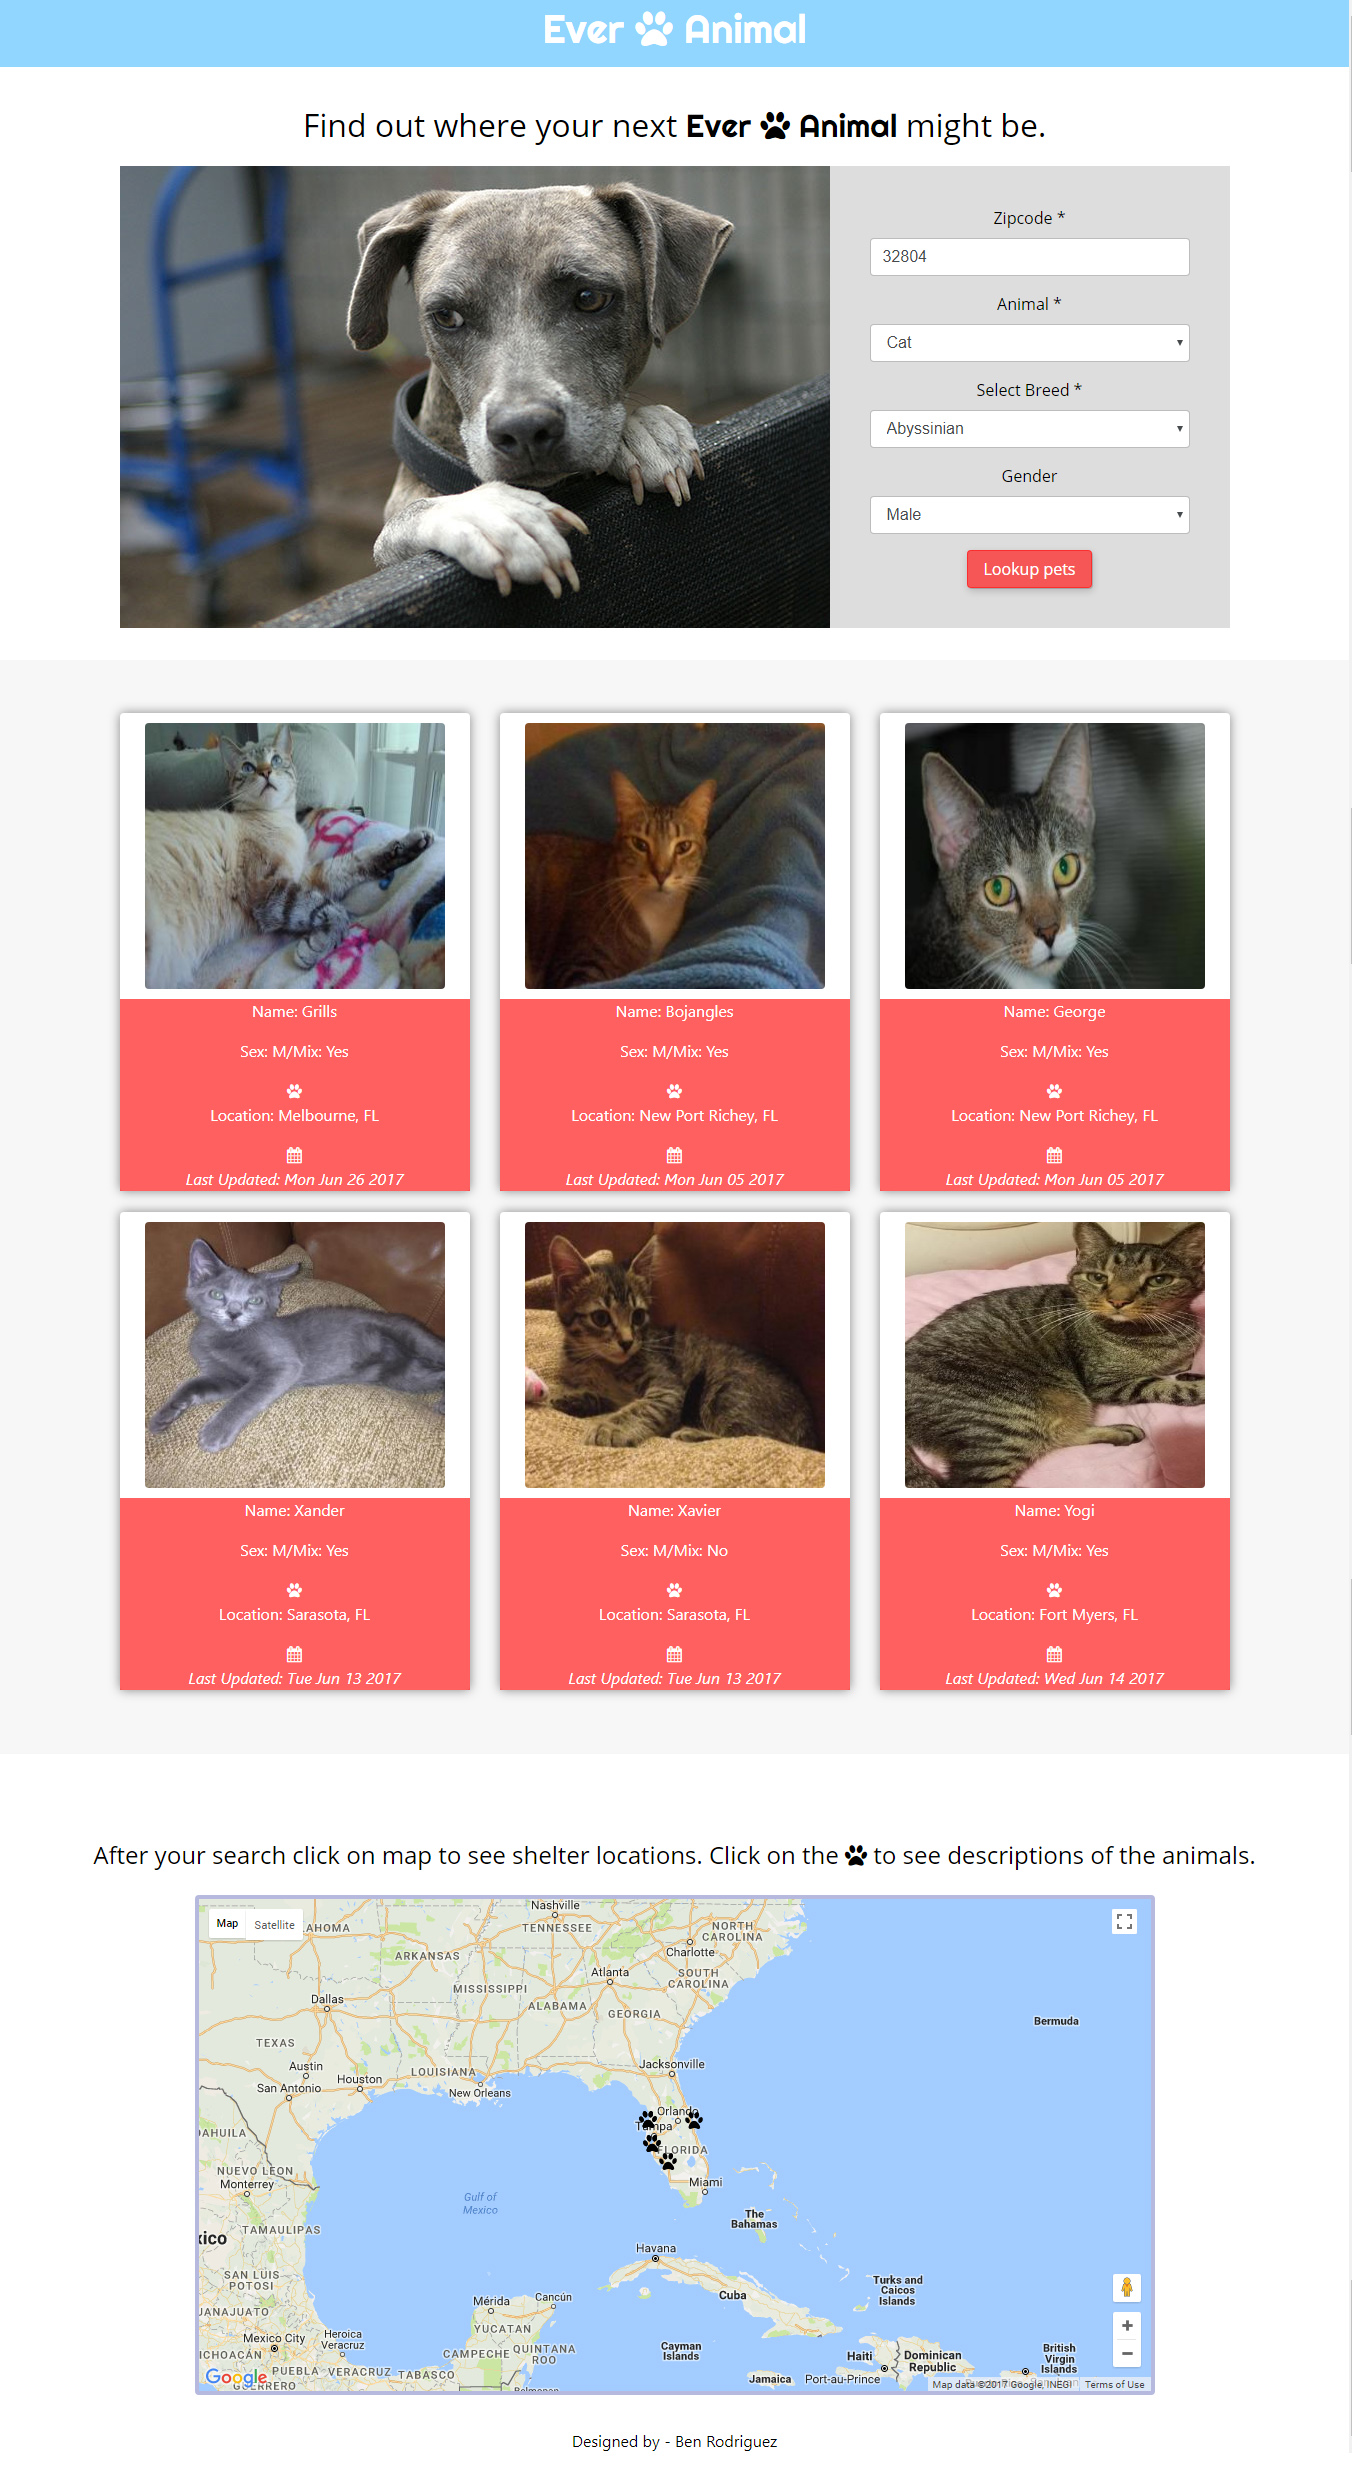 Ever Animal
Find out where your next Ever Animal might be.
Zipcode *
32804
Animal *
Cat
Select Breed *
Abyssinian
Gender
Male
Lookup pets
Name: Grills
Sex: M/Mix: Yes
Location: Melbourne, FL
Last Updated: Mon Jun 26 2017
Name: Bojangles
Sex: M/Mix: Yes
Location: New Port Richey, FL
Last Updated: Mon Jun 05 2017
Name: George
Sex: M/Mix: Yes
Location: New Port Richey, FL
Last Updated: Mon Jun 05 2017
Name: Xander
Sex: M/Mix: Yes
Location: Sarasota, FL
Last Updated: Tue Jun 13 2017
Name: Xavier
Sex: M/Mix: No
Location: Sarasota, FL
Last Updated: Tue Jun 13 2017
Name: Yogi
Sex: M/Mix: Yes
Location: Fort Myers, FL
Last Updated: Wed Jun 14 2017
After your search click on map to see shelter locations. Click on the to see descriptions of the animals.
Map Satellite
AHOMA
Nashville
TENNESSEE
NORTH
CAROLINA
Charlotte
ARKANSAS
Atlanta
SOUTH
CAROLINA
MISSISSIPPI
ALABAMA
GEORGIA
Dallas
Bermuda
TEXAS
Austin
San Antonio
Houston
LOUISIANA
New Orleans
Jacksonville
Orlando
Tampa
FLORIDA
Miami
AHUILA
NUEVO LEON
Monterrey
Gulf of
Mexico
The
Bahamas
TAMAULIPAS
xico
Havana
SAN LUIS
POTOSI
Turks and
Caicos
Islands
Cuba
Mérida
Cancún
JANAJUATO
YUCATAN
Mexico City
Heroica
Veracruz
ICHOACÁN
CAMPECHE
QUINTANA
ROO
Cayman
Islands
Haiti
Dominican
Republic
British
Virgin
Islands
PUEBLA
VERACRUZ
TABASCO
Google
GUERRERO
Belmopan
Jamaica
Port-au-Prince
Map data ©2017 Google, INEGI
Terms of Use
Designed by - Ben Rodriguez